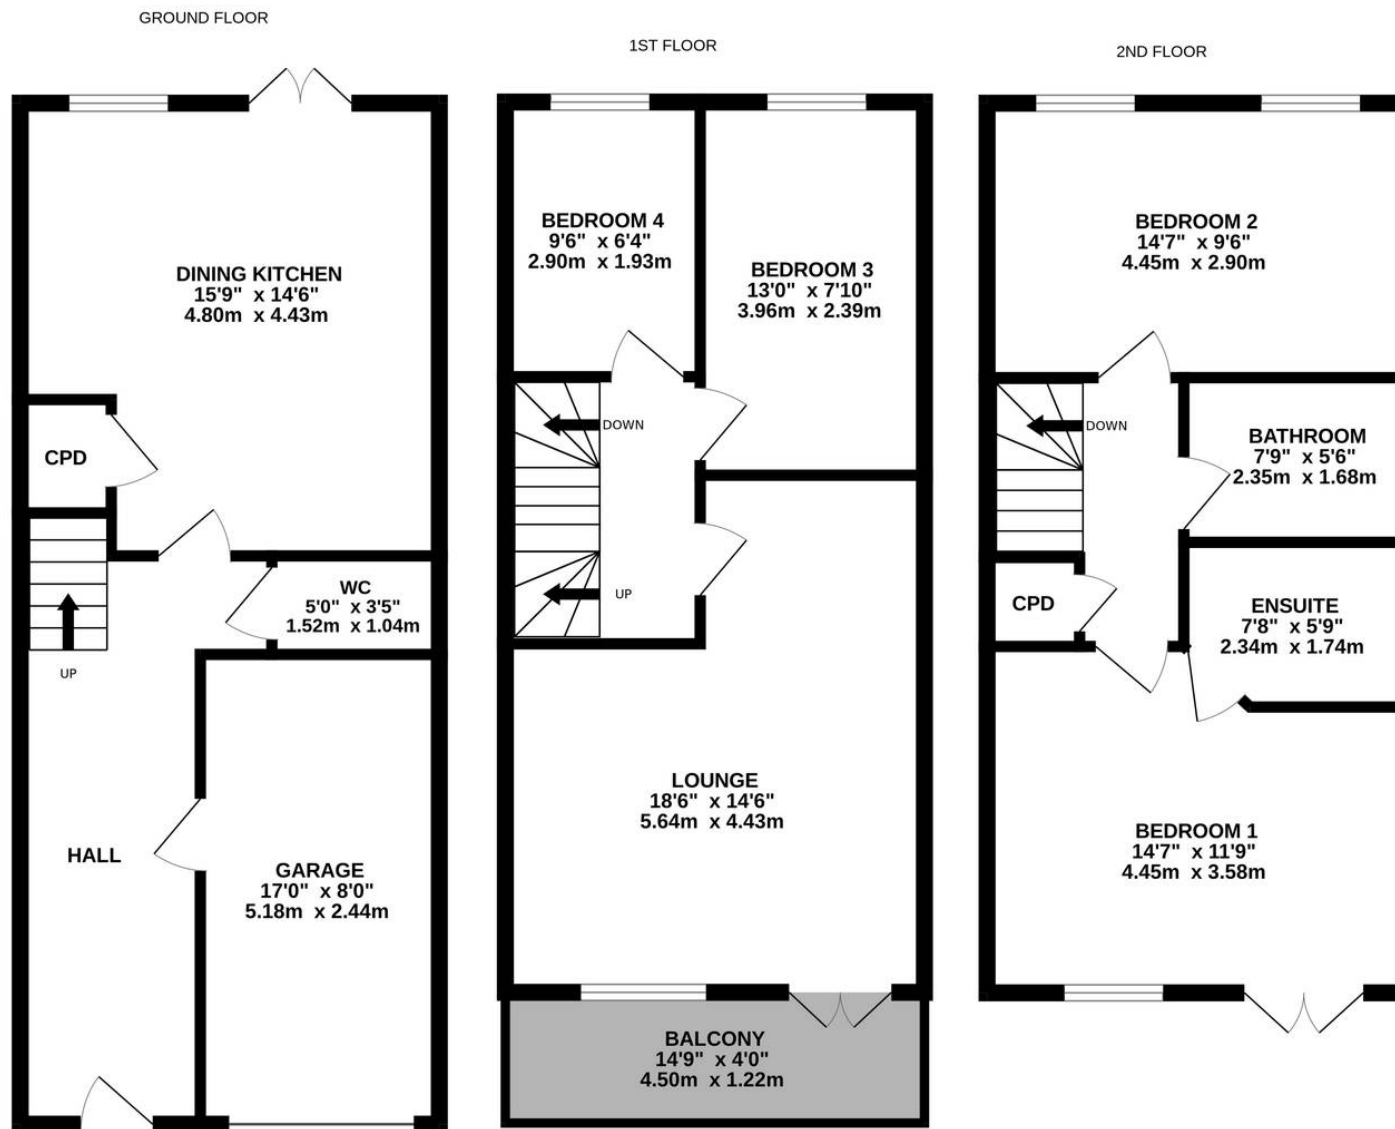 GROUND FLOOR
DINING KITCHEN
15'9" x 14'6"
4.80m x 4.43m
CPD
WC
5'0" x 3'5"
1.52m x 1.04m
UP
HALL
GARAGE
17'0" x 8'0"
5.18m x 2.44m
1ST FLOOR
BEDROOM 4
9'6" x 6'4"
2.90m x 1.93m
BEDROOM 3
13'0" x 7'10"
3.96m x 2.39m
DOWN
UP
LOUNGE
18'6" x 14'6"
5.64m x 4.43m
BALCONY
14'9" x 4'0"
4.50m x 1.22m
2ND FLOOR
BEDROOM 2
14'7" x 9'6"
4.45m x 2.90m
DOWN
BATHROOM
7'9" x 5'6"
2.35m x 1.68m
CPD
ENSUITE
7'8" x 5'9"
2.34m x 1.74m
BEDROOM 1
14'7" x 11'9"
4.45m x 3.58m